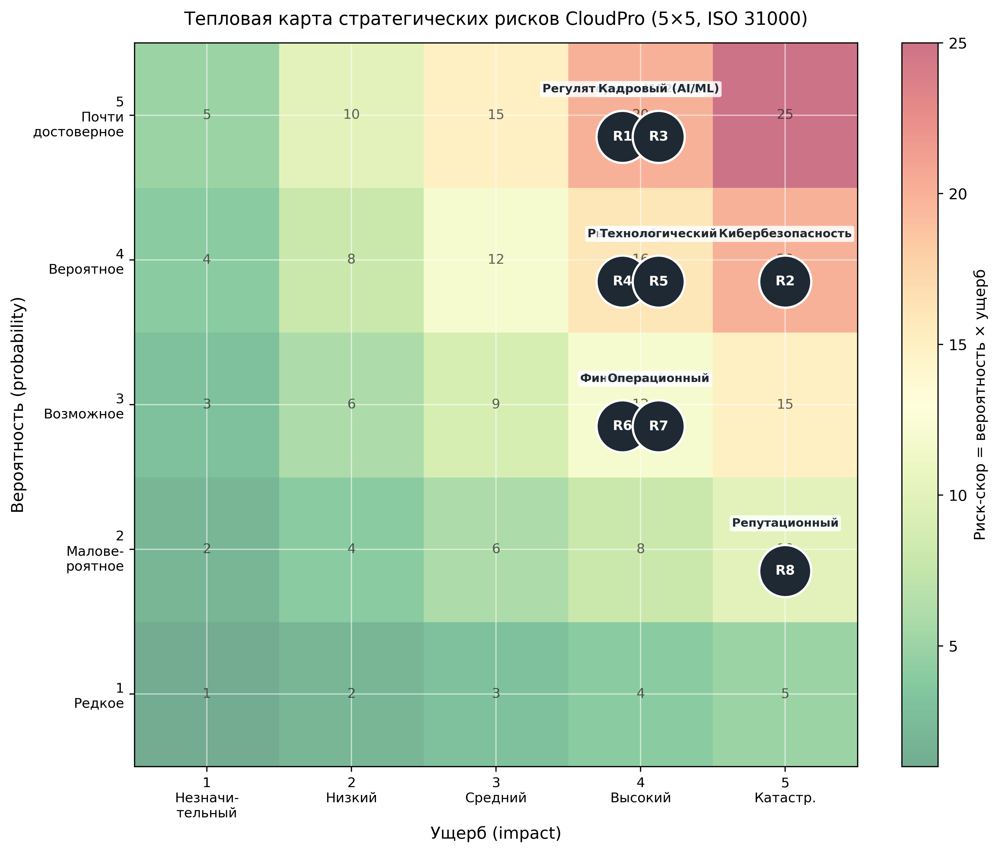 Тепловая карта стратегических рисков CloudPro (5×5, ISO 31000)
Вероятность (probability)
5
Почти
достоверное
4
Вероятное
3
Возможное
2
Малове-
роятное
1
Редкое
Кадровый (AI/ML)
5 10 15 20 25
R1 R3
Технологический Кибербезопасность
4 8 12 16
R4 R5 R2
Операционный
3 6 9 12 15
R6 R7
Репутационный
2 4 6 8
R8
1 2 3 4 5
1
Незначи-
тельный
2
Низкий
3
Средний
4
Высокий
5
Катастр.
Ущерб (impact)
25
20
15
10
5
Риск-скор = вероятность × ущерб